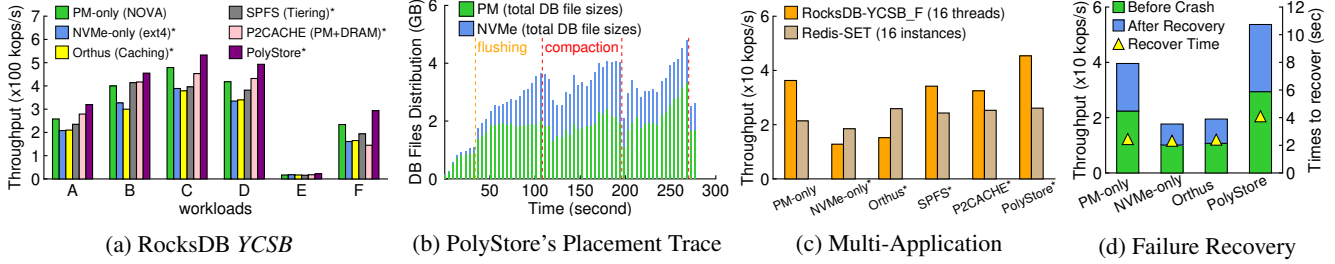 Throughput (x100 kops/s)
7
6
5
4
3
2
1
0
PM-only (NOVA)
NVMe-only (ext4)*
Orthus (Caching)*
SPFS (Tiering)*
P2CACHE (PM+DRAM)*
PolyStore*
A B C D E F
workloads
(a) RocksDB YCSB
DB Files Distribution (GB)
6
4
2
0
PM (total DB file sizes)
NVMe (total DB file sizes)
flushing compaction
50 100 150 200 250 300
Time (second)
(b) PolyStore's Placement Trace
Throughput (x10 kops/s)
6
4
2
0
RocksDB-YCSB_F (16 threads)
Redis-SET (16 instances)
PM-only
NVMe-only*
Orthus*
SPFS*
P2CACHE*
PolyStore*
(c) Multi-Application
Throughput (x10 kops/s)
6
4
2
0
Before Crash
After Recovery
Recover Time
12
10
8
6
4
2
0
Times to recover (sec)
PM-only
NVMe-only
Orthus
PolyStore
(d) Failure Recovery